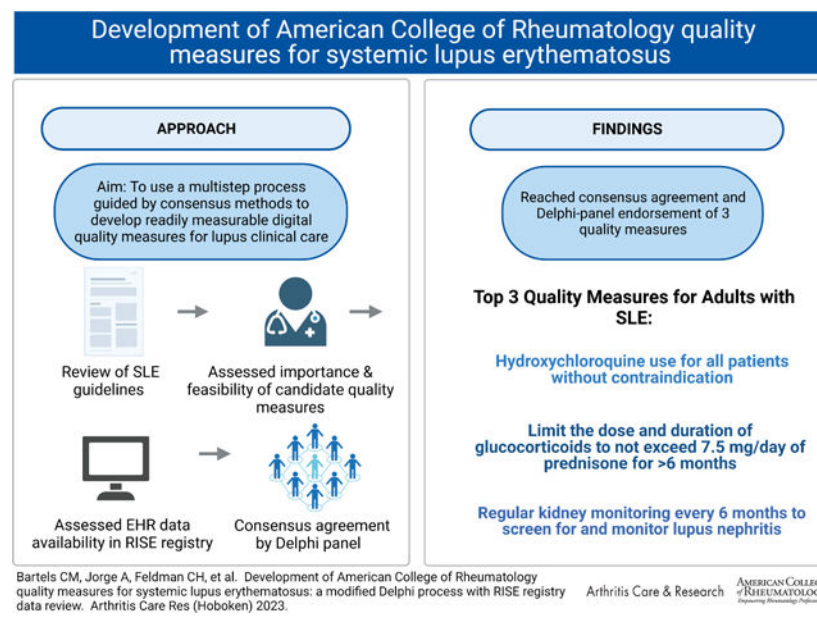 Development of American College of Rheumatology quality
measures for systemic lupus erythematosus
APPROACH
Aim: To use a multistep process
guided by consensus methods to
develop readily measurable digital
quality measures for lupus clinical care
Review of SLE
guidelines
Assessed importance &
feasibility of candidate quality
measures
Assessed EHR data
availability in RISE registry
Consensus agreement
by Delphi panel
FINDINGS
Reached consensus agreement and
Delphi-panel endorsement of 3
quality measures
Top 3 Quality Measures for Adults with
SLE:
Hydroxychloroquine use for all patients
without contraindication
Limit the dose and duration of
glucocorticoids to not exceed 7.5 mg/day of
prednisone for >6 months
Regular kidney monitoring every 6 months to
screen for and monitor lupus nephritis
Bartels CM, Jorge A, Feldman CH, et al. Development of American College of Rheumatology
quality measures for systemic lupus erythematosus: a modified Delphi process with RISE registry
data review. Arthritis Care Res (Hoboken) 2023.
Arthritis Care & Research
AMERICAN COLLEG
of RHEUMATOLOG
Empowering Rheumatology Profession